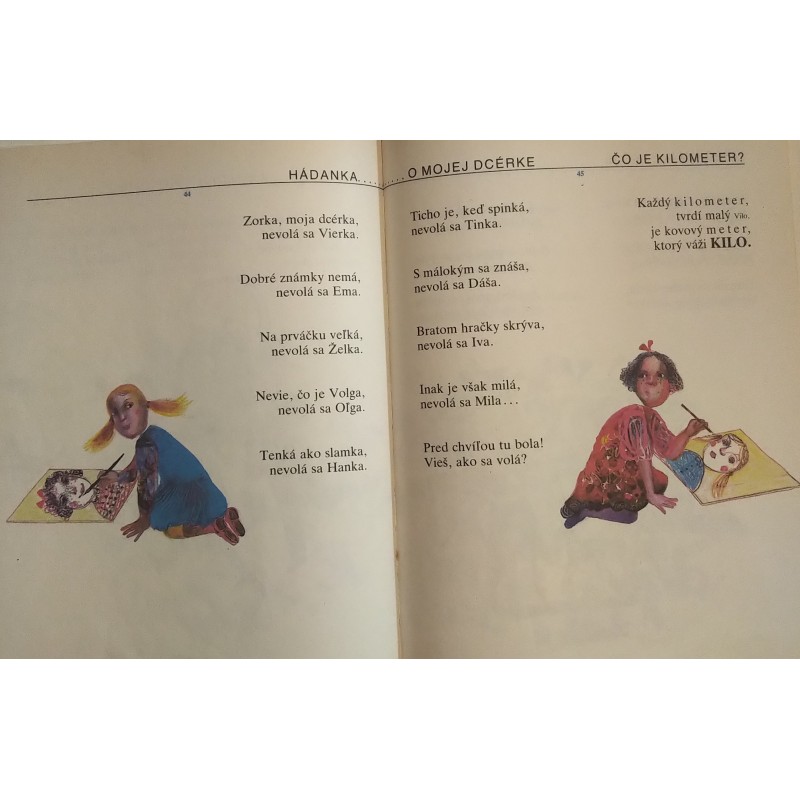 HÁDANKA.........O MOJEJ DCÉRKE
44
Zorka, moja dcérka,
nevolá sa Vierka.
Dobré známky nemá,
nevolá sa Ema.
Na prváčku veľká,
nevolá sa Želka.
Nevie, čo je Volga,
nevolá sa Oľga.
Tenká ako slamka,
nevolá sa Hanka.
Ticho je, keď spinká,
nevolá sa Tinka.
S málokým sa znáša,
nevolá sa Dáša.
Bratom hračky skrýva,
nevolá sa Iva.
Inak je však milá,
nevolá sa Mila...
Pred chvíľou tu bola!
Vieš, ako sa volá?
ČO JE KILOMETER?
45
Každý kilometer,
tvrdí malý Vilo,
je kovový meter,
ktorý váži KILO.